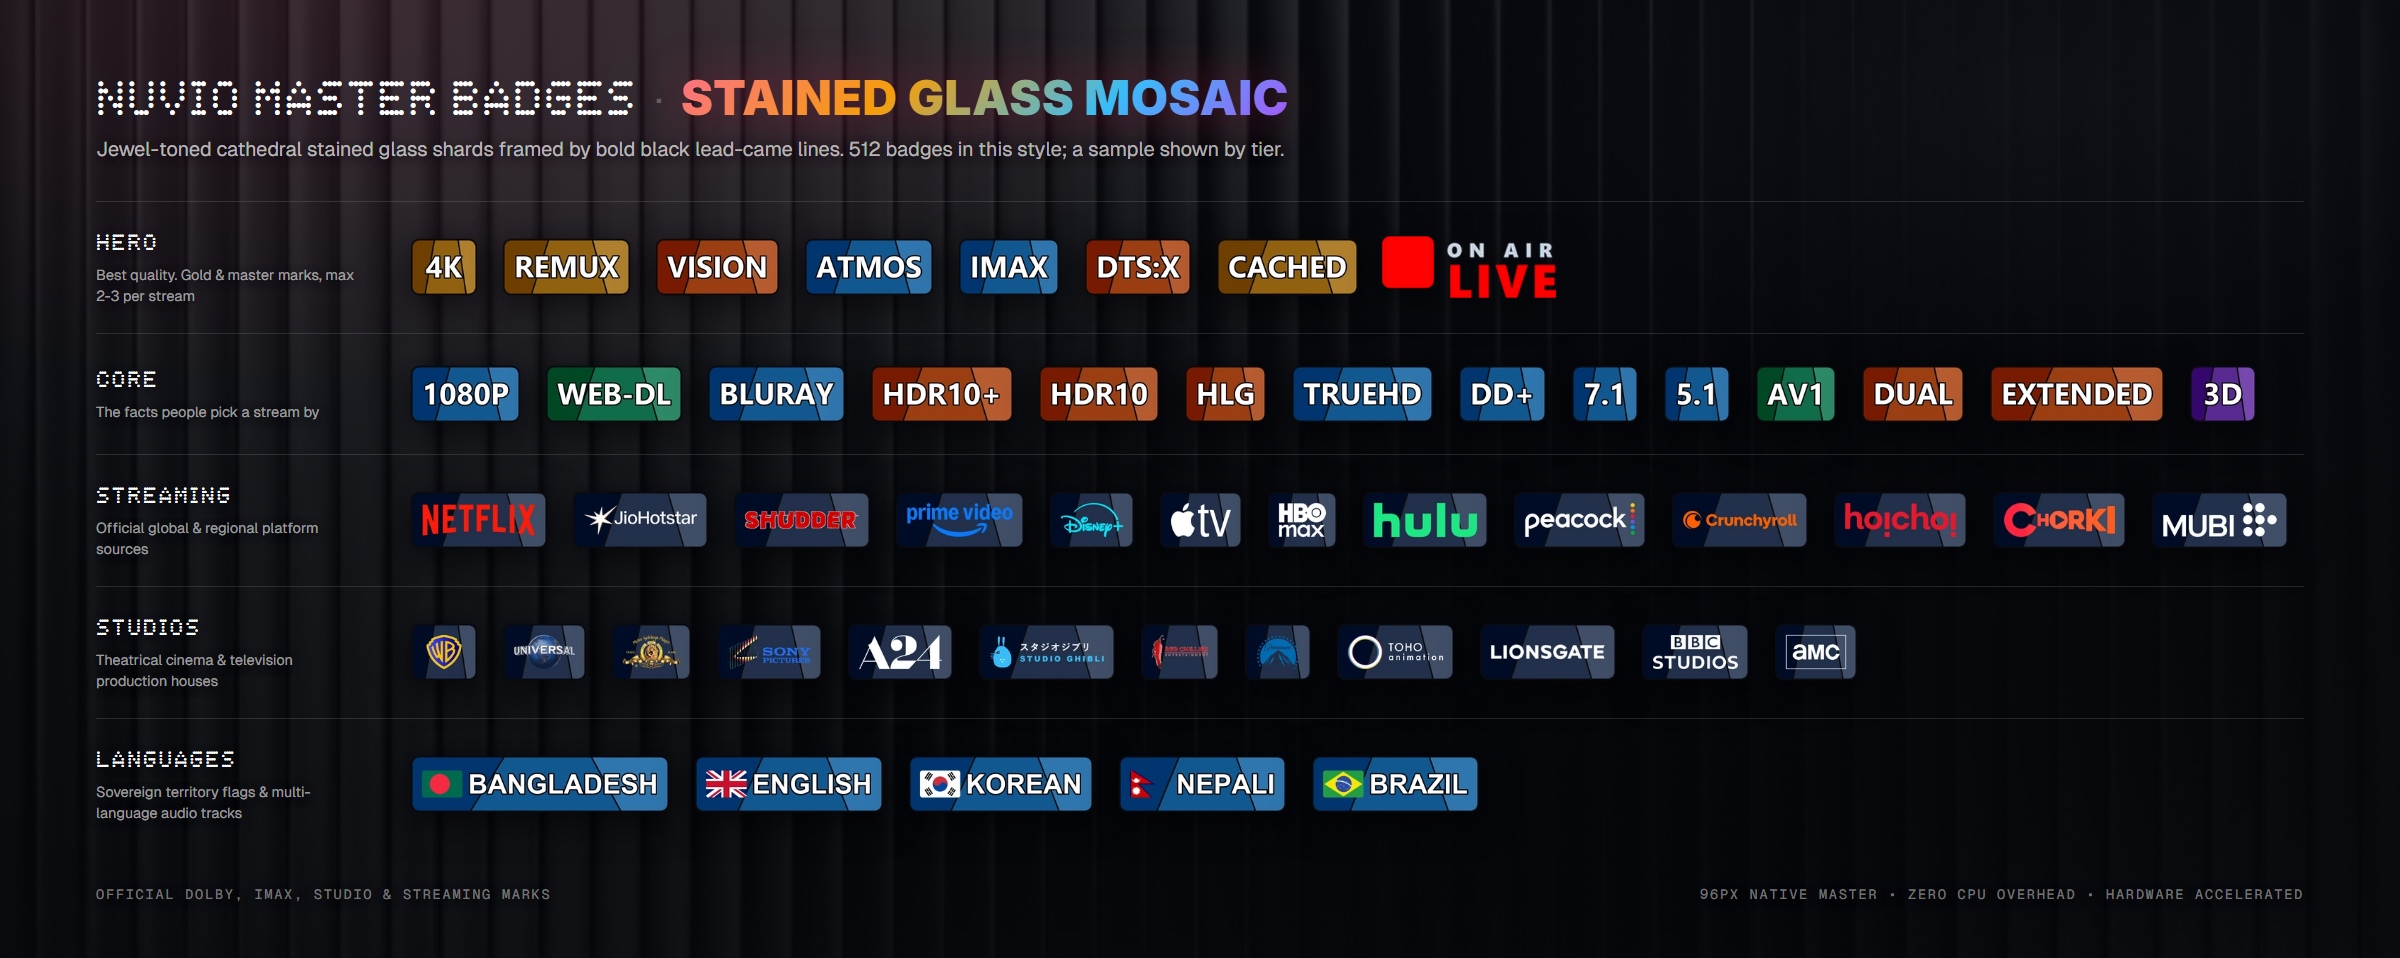 NUVIO MASTER BADGES · STAINED GLASS MOSAIC
Jewel-toned cathedral stained glass shards framed by bold black lead-came lines. 512 badges in this style; a sample shown by tier.
HERO
Best quality. Gold & master marks, max
2-3 per stream
4K REMUX VISION ATMOS IMAX DTS:X CACHED ON AIR
LIVE
CORE
The facts people pick a stream by
1080P WEB-DL BLURAY HDR10+ HDR10 HLG TRUEHD DD+ 7.1 5.1 AV1 DUAL EXTENDED 3D
STREAMING
Official global & regional platform
sources
NETFLIX JioHotstar SHUDDER prime video Disney+ tv HBO max hulu peacock Crunchyroll hoichoi CHORKI MUBI
STUDIOS
Theatrical cinema & television
production houses
WB UNIVERSAL SONY PICTURES A24 スタジオジブリ STUDIO GHIBLI RED CHILLIES ENTERTAINMENT TOHO animation LIONSGATE BBC STUDIOS aMC
LANGUAGES
Sovereign territory flags & multi-
language audio tracks
BANGLADESH ENGLISH KOREAN NEPALI BRAZIL
OFFICIAL DOLBY, IMAX, STUDIO & STREAMING MARKS
96PX NATIVE MASTER • ZERO CPU OVERHEAD • HARDWARE ACCELERATED